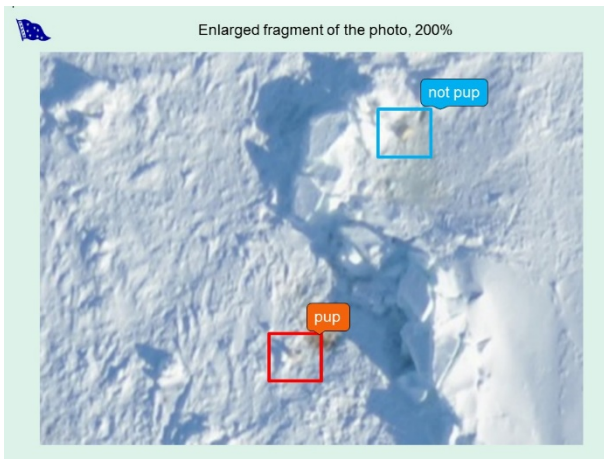 Enlarged fragment of the photo, 200%
not pup
pup